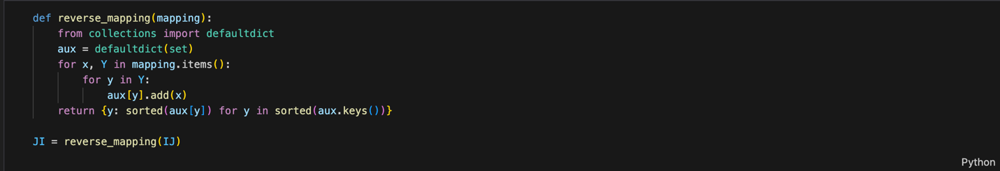 def reverse_mapping(mapping):
    from collections import defaultdict
    aux = defaultdict(set)
    for x, Y in mapping.items():
        for y in Y:
            aux[y].add(x)
    return {y: sorted(aux[y]) for y in sorted(aux.keys())}
JI = reverse_mapping(IJ)
Python